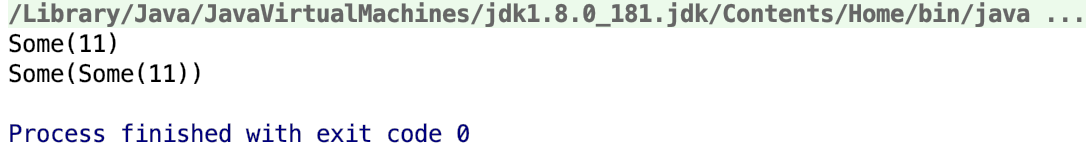 /Library/Java/JavaVirtualMachines/jdk1.8.0_181.jdk/Contents/Home/bin/java ...
Some(11)
Some(Some(11))
Process finished with exit code 0